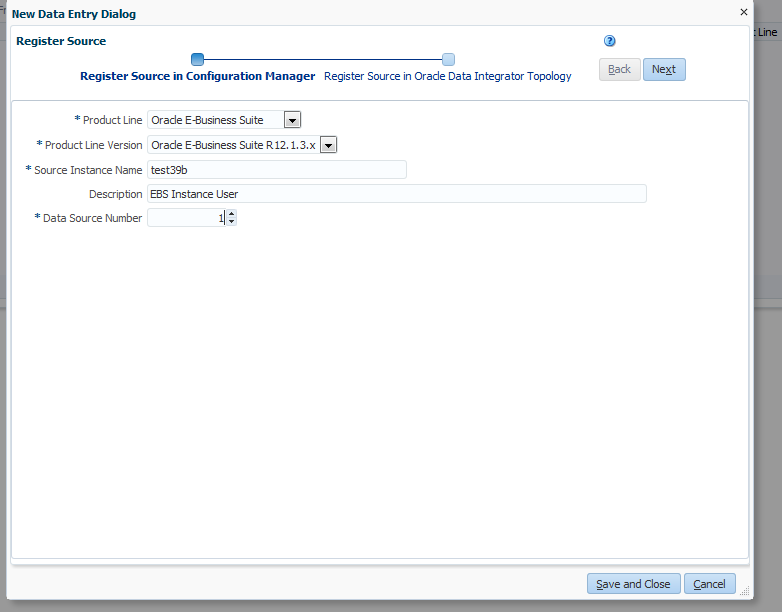 New Data Entry Dialog
Register Source
Line
Register Source in Configuration Manager Register Source in Oracle Data Integrator Topology
Back Next
* Product Line Oracle E-Business Suite
* Product Line Version Oracle E-Business Suite R12.1.3.x
* Source Instance Name test39b
Description EBS Instance User
* Data Source Number 1
Save and Close Cancel